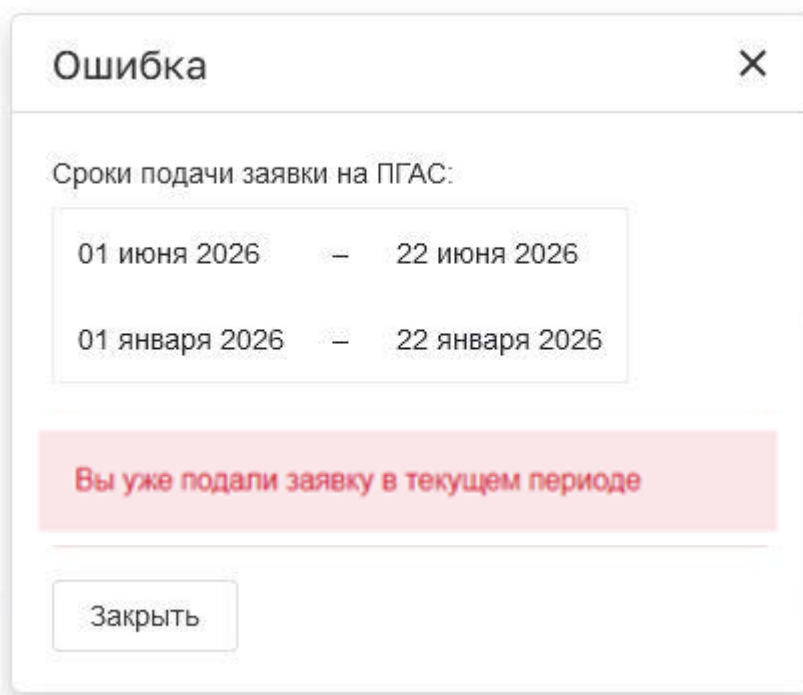 Ошибка
Сроки подачи заявки на ПГАС:
01 июня 2026 – 22 июня 2026
01 января 2026 – 22 января 2026
Вы уже подали заявку в текущем периоде
Закрыть